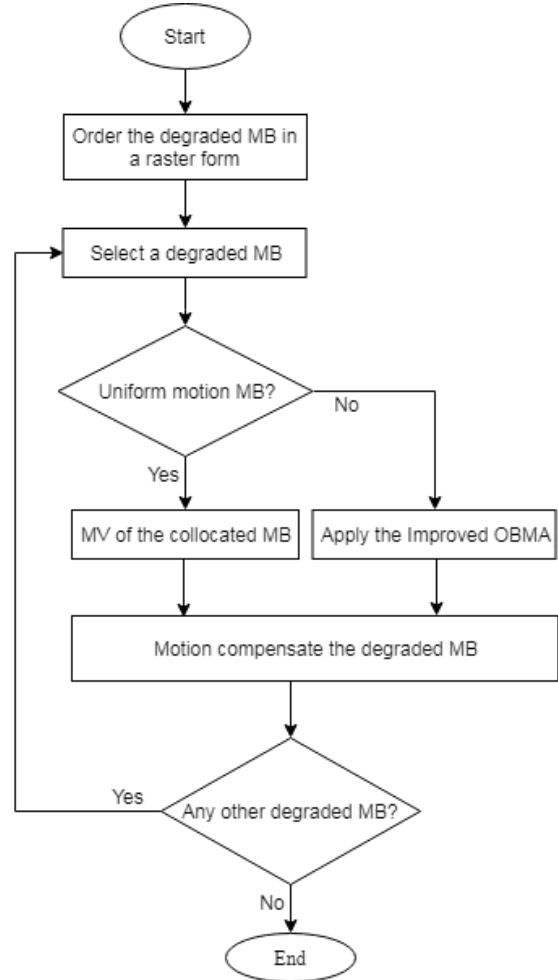 Start
Order the degraded MB in
a raster form
Select a degraded MB
Uniform motion MB?
No
Yes
MV of the collocated MB
Apply the Improved OBMA
Motion compensate the degraded MB
Yes
Any other degraded MB?
No
End